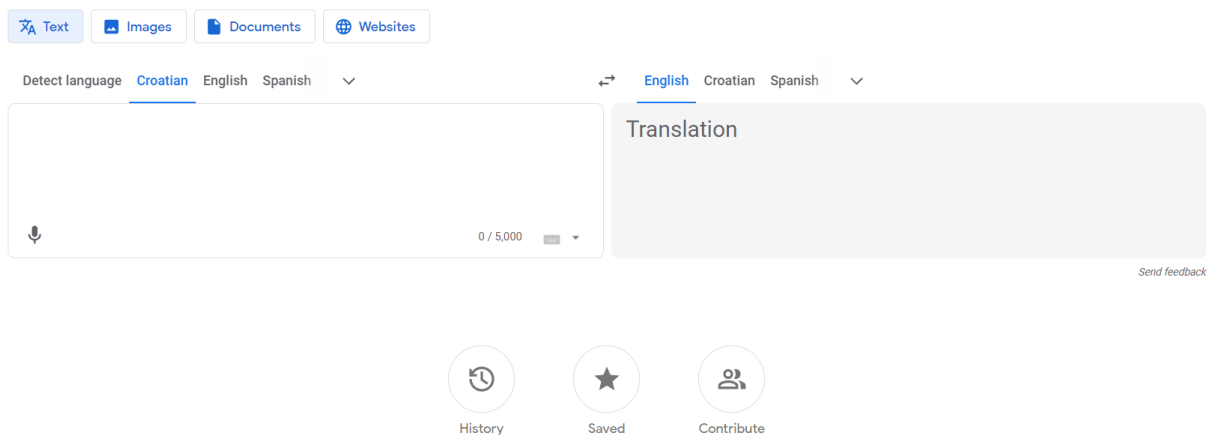 Text Images Documents Websites
Detect language Croatian English Spanish English Croatian Spanish
Translation
0 / 5,000
Send feedback
History Saved Contribute